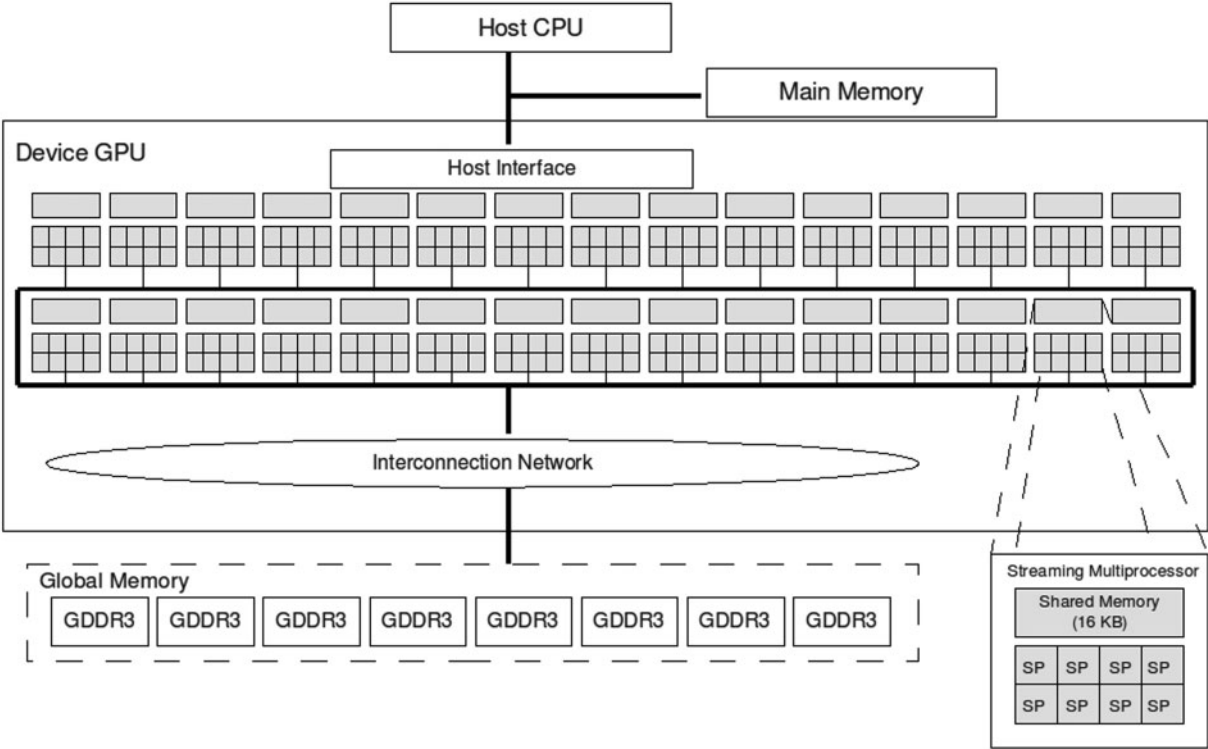 Host CPU
Main Memory
Device GPU
Host Interface
Interconnection Network
Global Memory
GDDR3 GDDR3 GDDR3 GDDR3 GDDR3 GDDR3 GDDR3 GDDR3
Streaming Multiprocessor
Shared Memory
(16 KB)
SP SP SP SP
SP SP SP SP